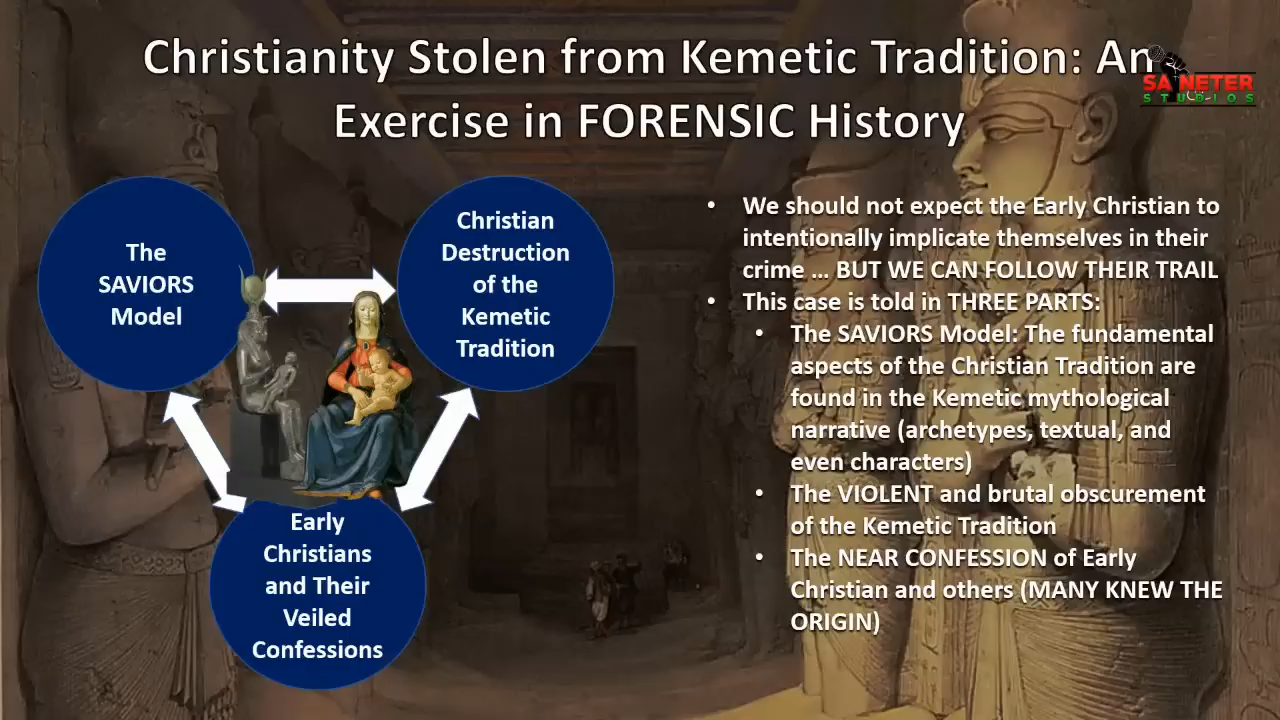 Christianity Stolen from Kemetic Tradition: An
Exercise in FORENSIC History
SA NETER
STUDIOS
The
SAVIORS
Model
Christian
Destruction
of the
Kemetic
Tradition
Early
Christians
and Their
Veiled
Confessions
• We should not expect the Early Christian to
intentionally implicate themselves in their
crime ... BUT WE CAN FOLLOW THEIR TRAIL
• This case is told in THREE PARTS:
• The SAVIORS Model: The fundamental
aspects of the Christian Tradition are
found in the Kemetic mythological
narrative (archetypes, textual, and
even characters)
• The VIOLENT and brutal obscurement
of the Kemetic Tradition
• The NEAR CONFESSION of Early
Christian and others (MANY KNEW THE
ORIGIN)